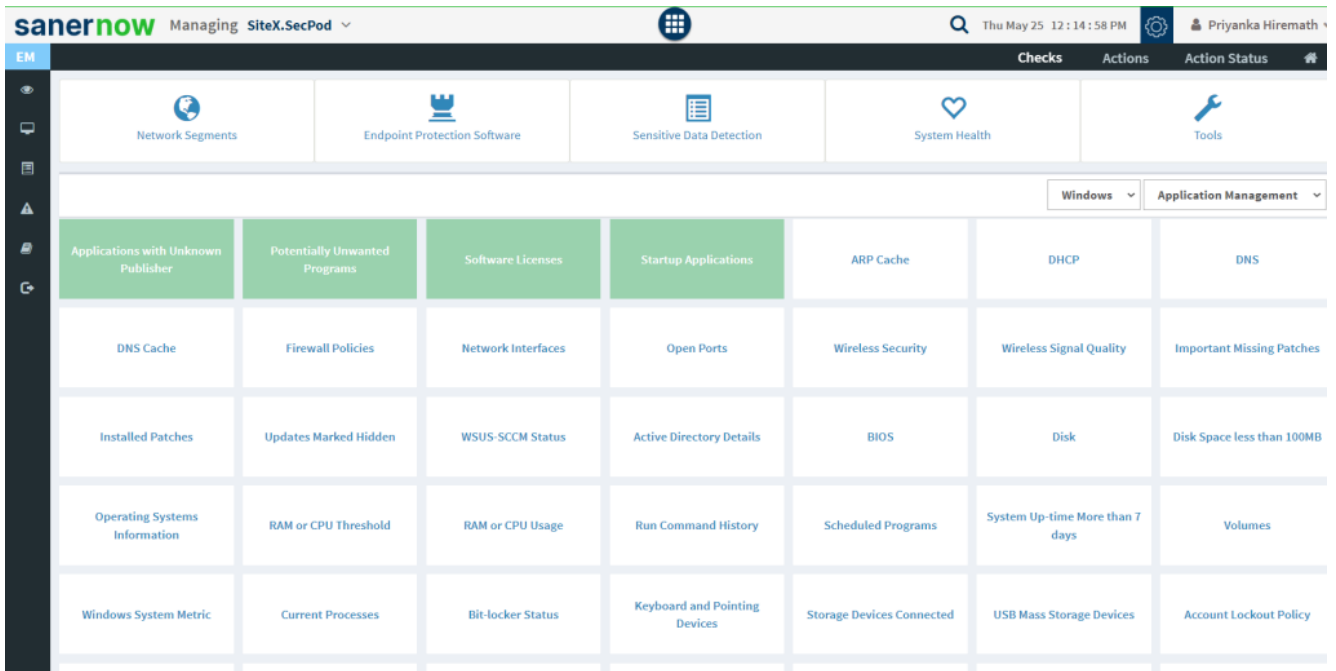 sanernow Managing SiteX.SecPod Thu May 25 12:14:58 PM Priyanka Hiremath
EM Checks Actions Action Status
Network Segments Endpoint Protection Software Sensitive Data Detection System Health Tools
Windows Application Management
Applications with Unknown Publisher
Potentially Unwanted Programs
Software Licenses
Startup Applications
ARP Cache
DHCP
DNS
DNS Cache
Firewall Policies
Network Interfaces
Open Ports
Wireless Security
Wireless Signal Quality
Important Missing Patches
Installed Patches
Updates Marked Hidden
WSUS-SCCM Status
Active Directory Details
BIOS
Disk
Disk Space less than 100MB
Operating Systems Information
RAM or CPU Threshold
RAM or CPU Usage
Run Command History
Scheduled Programs
System Up-time More than 7 days
Volumes
Windows System Metric
Current Processes
Bit-locker Status
Keyboard and Pointing Devices
Storage Devices Connected
USB Mass Storage Devices
Account Lockout Policy